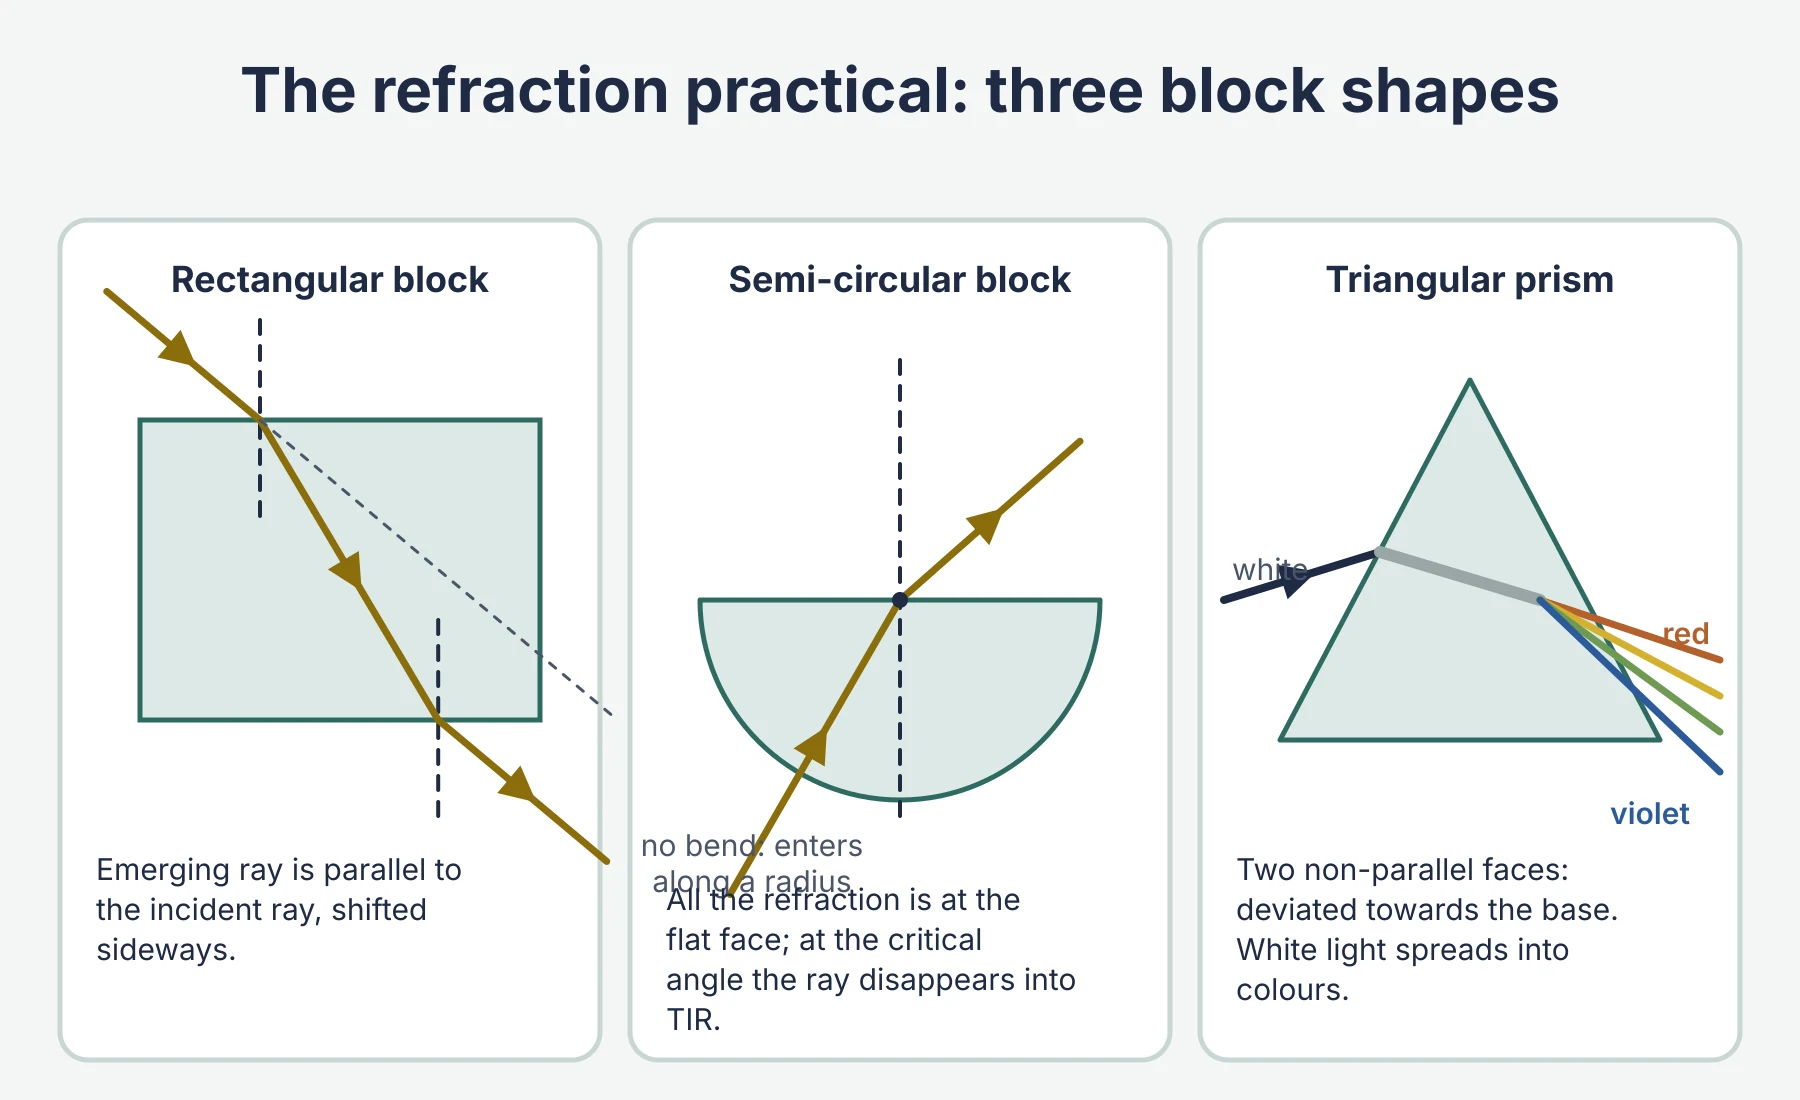 The refraction practical: three block shapes
Rectangular block
Emerging ray is parallel to
the incident ray, shifted
sideways.
Semi-circular block
no bend: enters
along a radius
All the refraction is at the
flat face; at the critical
angle the ray disappears into
TIR.
Triangular prism
white
red
violet
Two non-parallel faces:
deviated towards the base.
White light spreads into
colours.